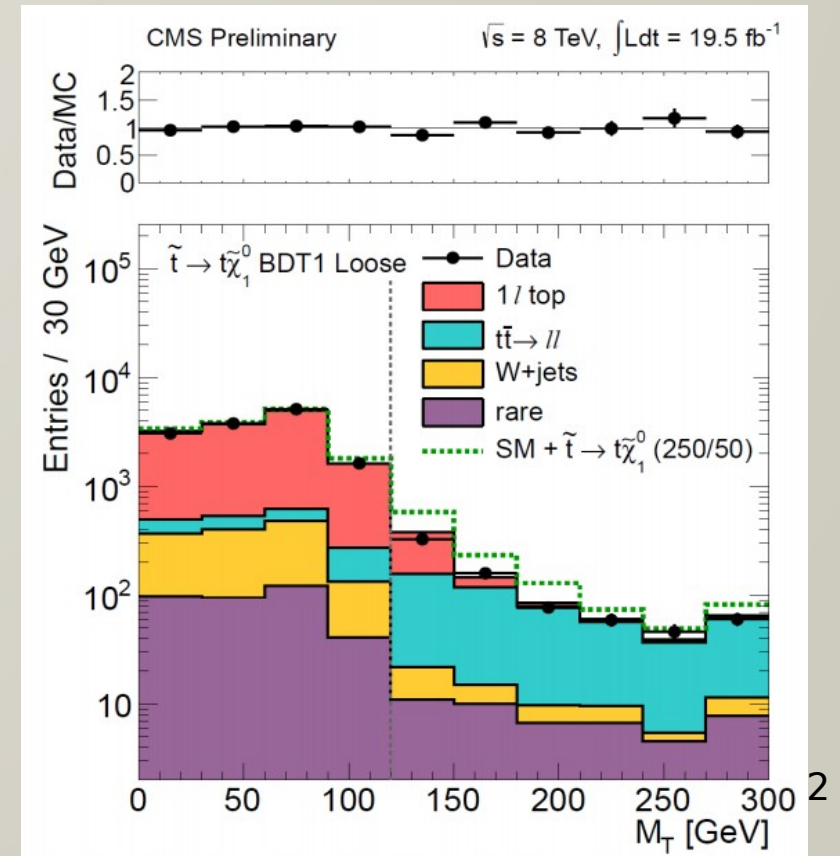 CMS Preliminary √s = 8 TeV, ∫Ldt = 19.5 fb⁻¹
Data/MC
2
1.5
1
0.5
0
Entries / 30 GeV
t̃ → tχ̃₁⁰ BDT1 Loose
Data
1l top
tt̄→ ll
W+jets
rare
SM + t̃ → tχ̃₁⁰ (250/50)
10⁵
10⁴
10³
10²
10
0 50 100 150 200 250 300
M_T [GeV]
2